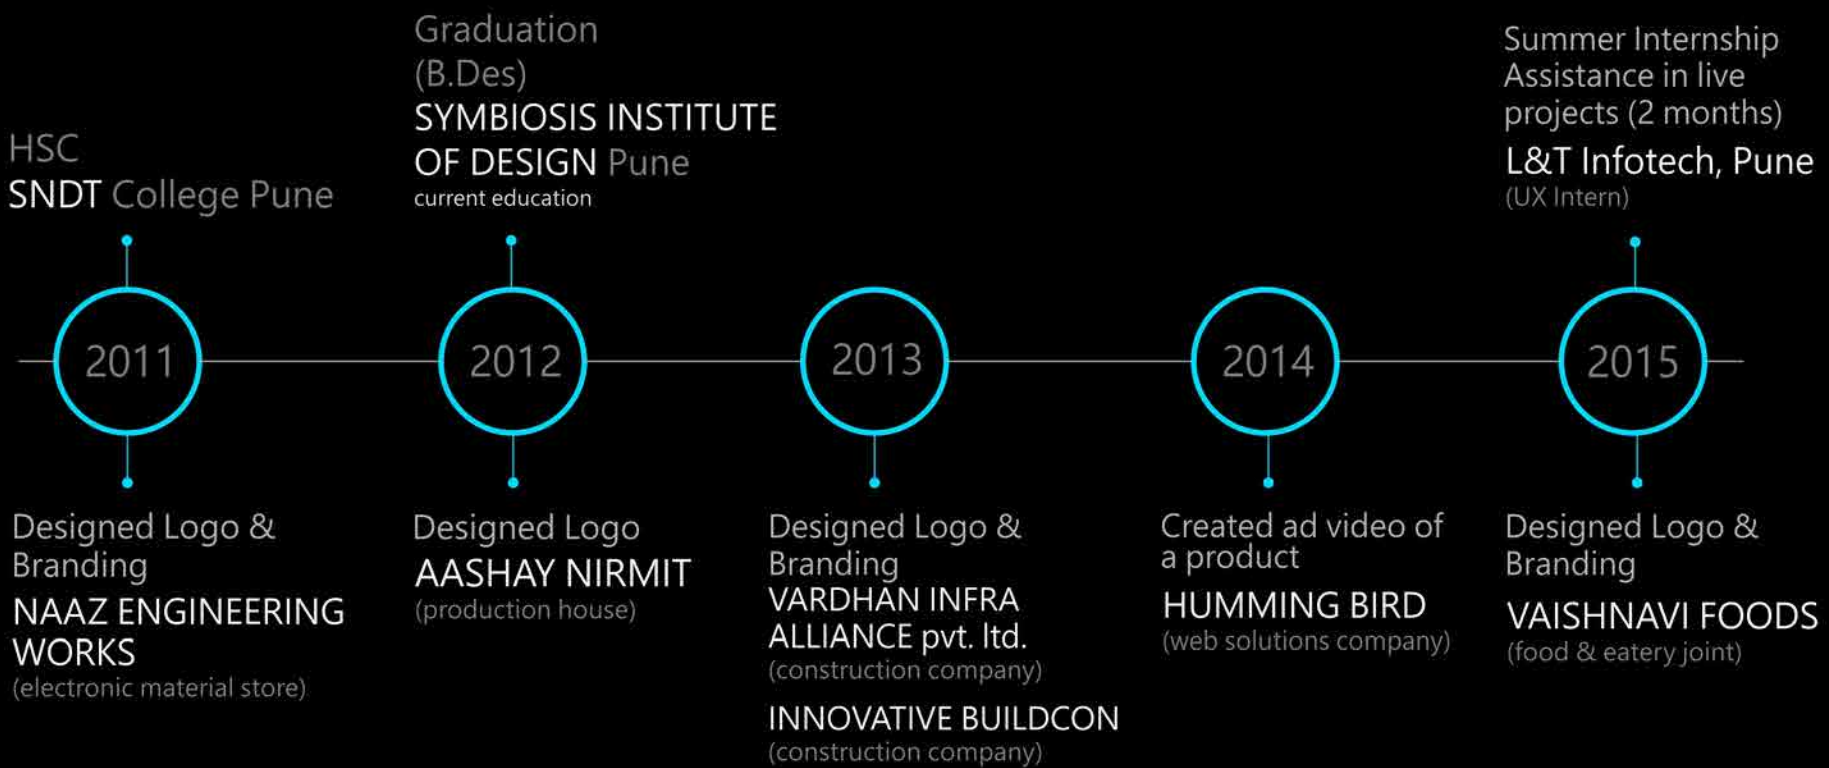 HSC
SNDT College Pune
Graduation
(B.Des)
SYMBIOSIS INSTITUTE
OF DESIGN Pune
current education
Summer Internship
Assistance in live
projects (2 months)
L&T Infotech, Pune
(UX Intern)
2011
2012
2013
2014
2015
Designed Logo &
Branding
NAAZ ENGINEERING
WORKS
(electronic material store)
Designed Logo
AASHAY NIRMIT
(production house)
Designed Logo &
Branding
VARDHAN INFRA
ALLIANCE pvt. ltd.
(construction company)
INNOVATIVE BUILDCON
(construction company)
Created ad video of
a product
HUMMING BIRD
(web solutions company)
Designed Logo &
Branding
VAISHNAVI FOODS
(food & eatery joint)